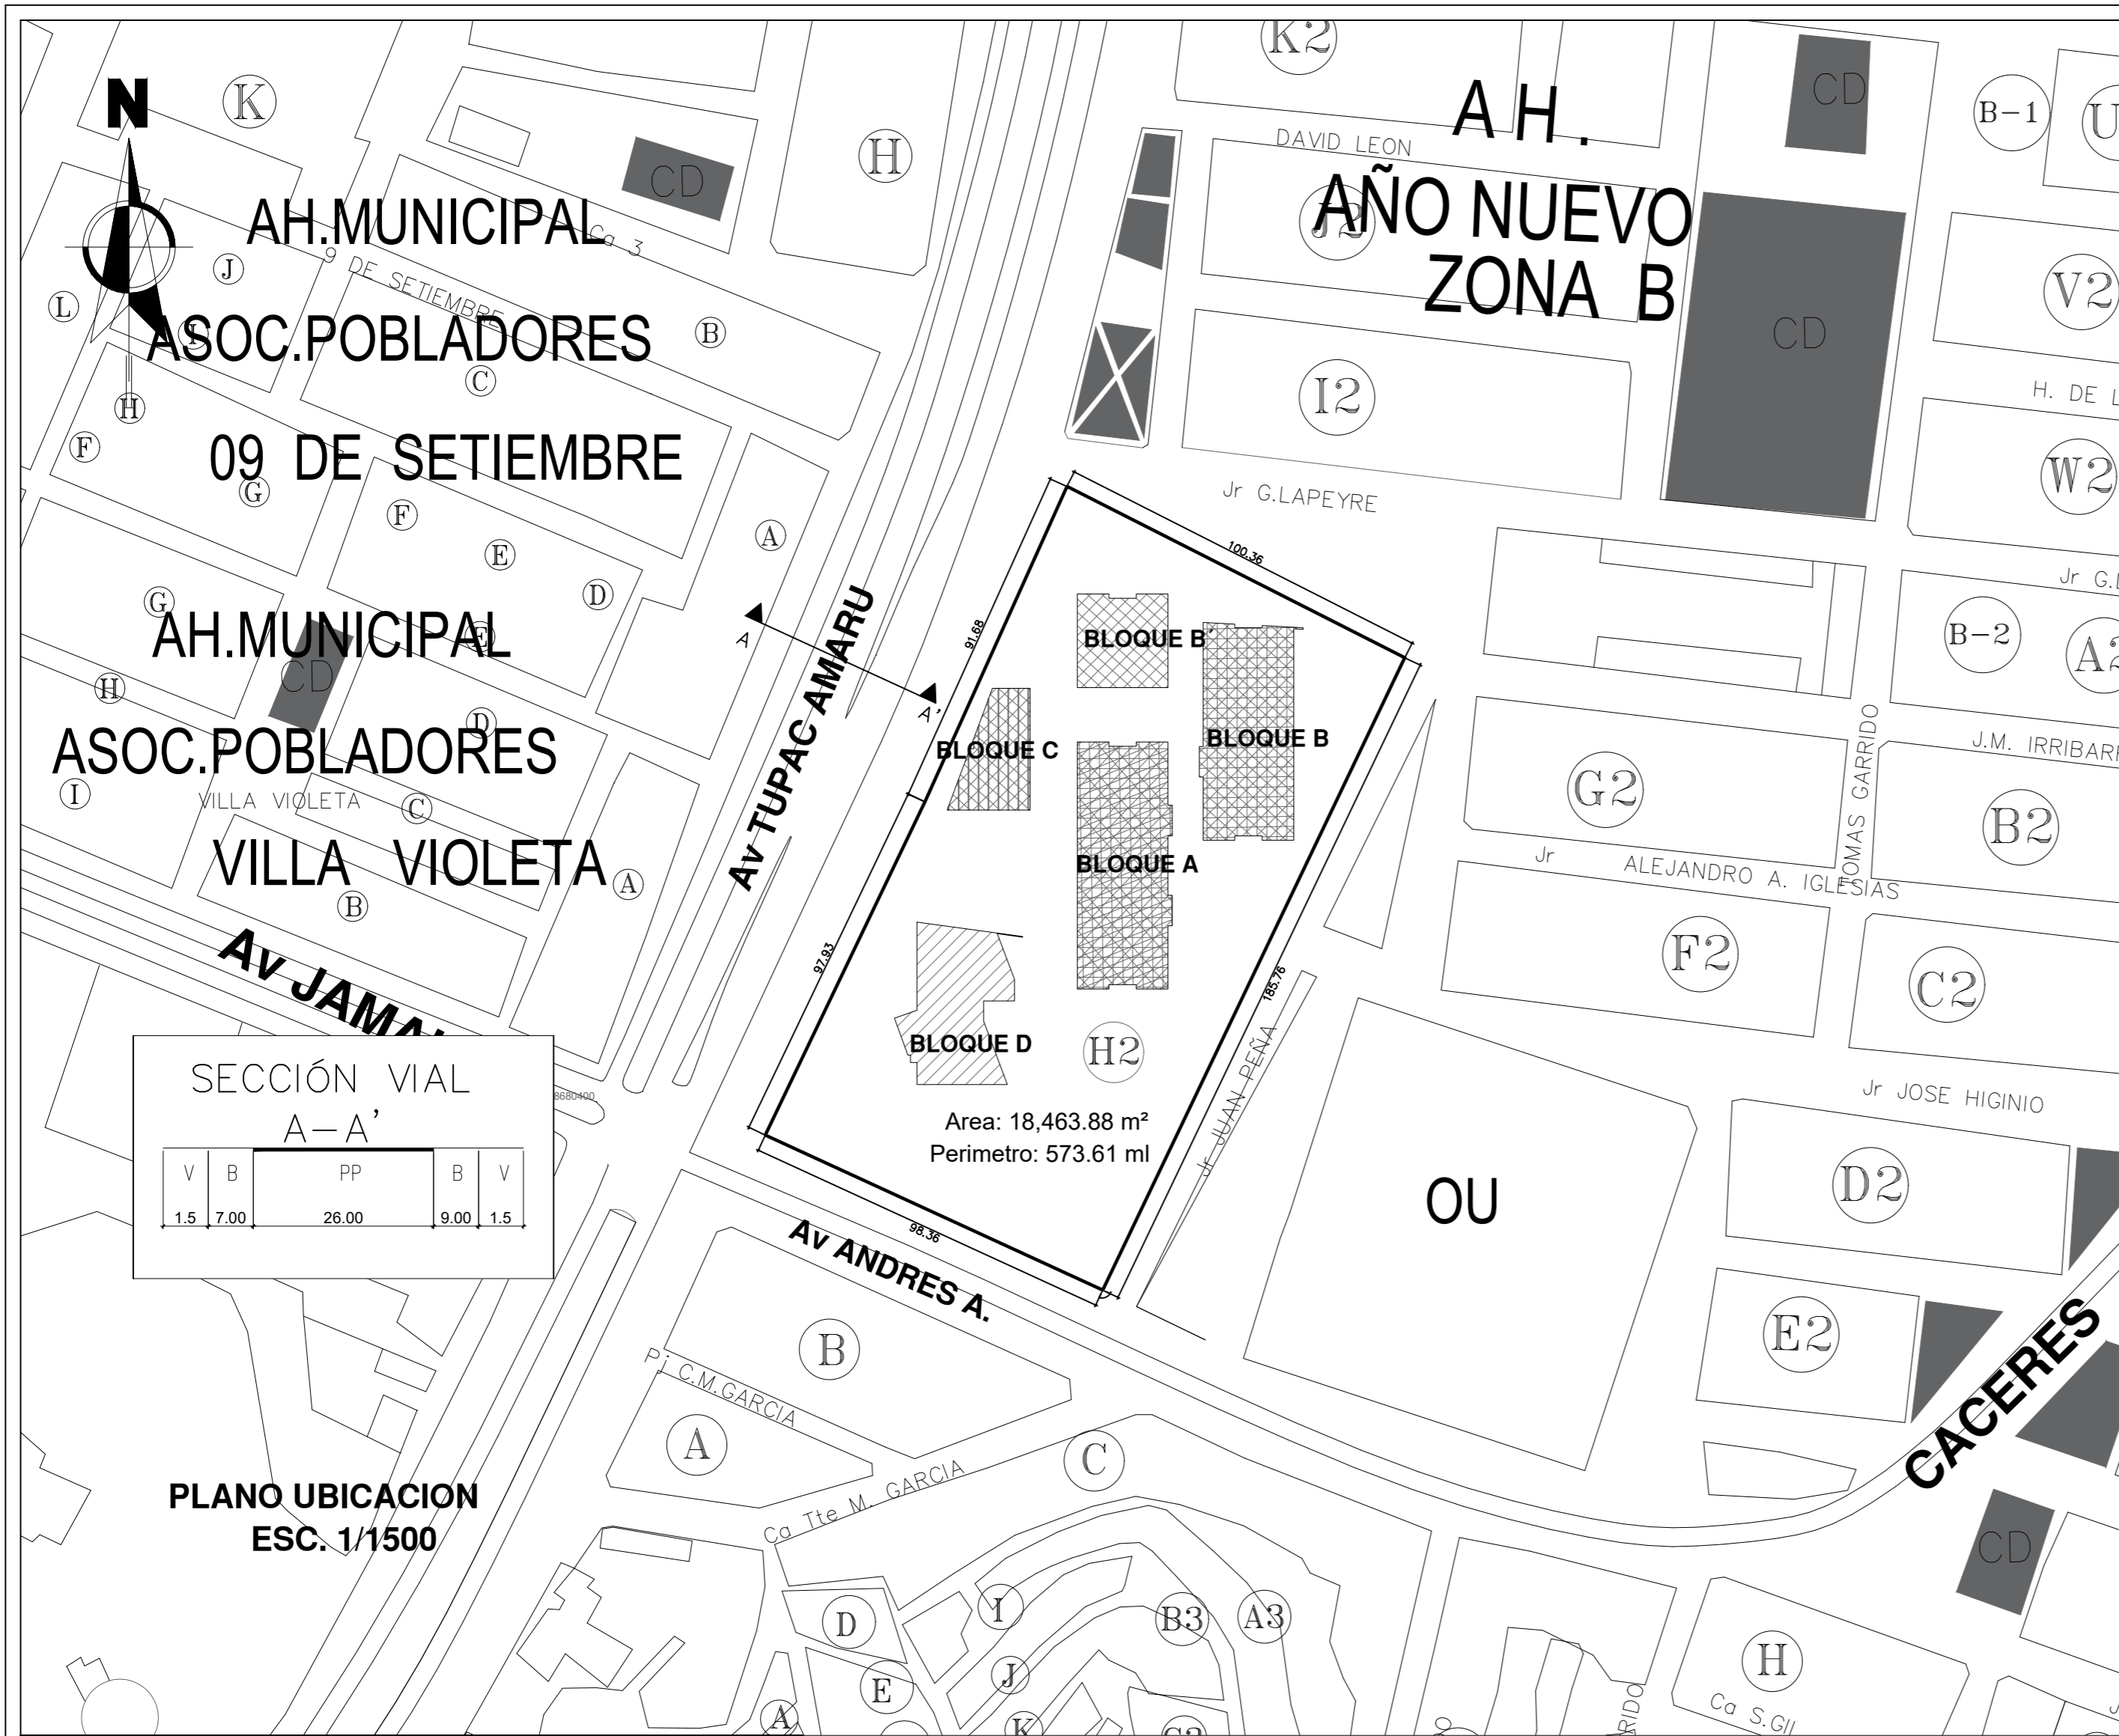 N
K
H
K2
CD
CD
B-1
A H.
AÑO NUEVO
ZONA B
DAVID LEON
J2
V2
AH.MUNICIPAL
Ca 3
9 DE SETIEMBRE
ASOC.POBLADORES
09 DE SETIEMBRE
J
L
B
C
H
F
G
F
E
D
A
CD
I2
H. DE
W2
Jr G.LAPEYRE
100.36
91.68
97.93
185.76
98.36
A
A'
Av TUPAC AMARU
BLOQUE B'
BLOQUE B
BLOQUE C
BLOQUE A
BLOQUE D
H2
Area: 18,463.88 m²
Perimetro: 573.61 ml
G
AH.MUNICIPAL
E
CD
H
D
ASOC.POBLADORES
I
VILLA VIOLETA
C
VILLA VIOLETA
A
B
B-2
Jr G.
J.M.
TOMAS GARRIDO
G2
B2
Jr ALEJANDRO A. IGLESIAS
F2
C2
Jr JUAN PEÑA
Jr JOSE HIGINIO
D2
E2
OU
Av
8680400
SECCIÓN VIAL
A-A'
V B PP B V
1.5 7.00 26.00 9.00 1.5
Av ANDRES A.
CACERES
B
Pj C.M.GARCIA
A
C
Ca Tte M. GARCIA
PLANO UBICACION
ESC. 1/1500
CD
D
I
B3
A3
E
J
H
A
K
Ca S.Gil